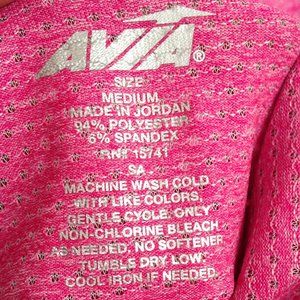 AVIA®
SIZE
MEDIUM
MADE IN JORDAN
94% POLYESTER
6% SPANDEX
RN# 15741
SA
MACHINE WASH COLD
WITH LIKE COLORS,
GENTLE CYCLE. ONLY
NON-CHLORINE BLEACH
AS NEEDED. NO SOFTENER
TUMBLE DRY LOW
COOL IRON IF NEEDED.